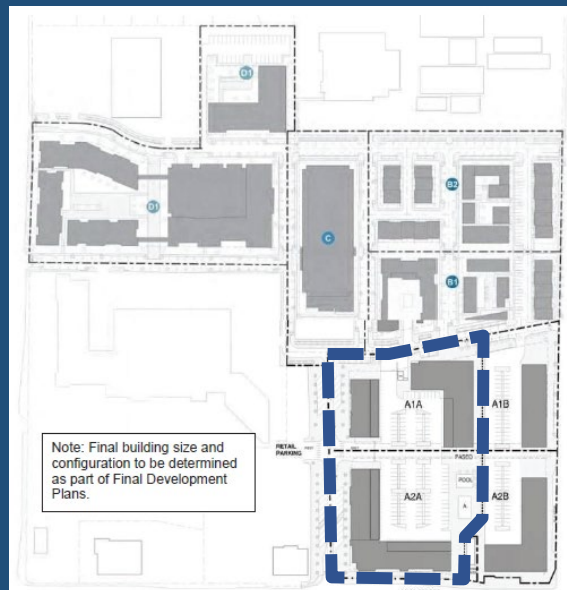 D1
D1
B2
C
B1
A1A
A1B
RETAIL
PARKING
PASEO
Note: Final building size and
configuration to be determined
as part of Final Development
Plans.
POOL
A2A
A2B
A